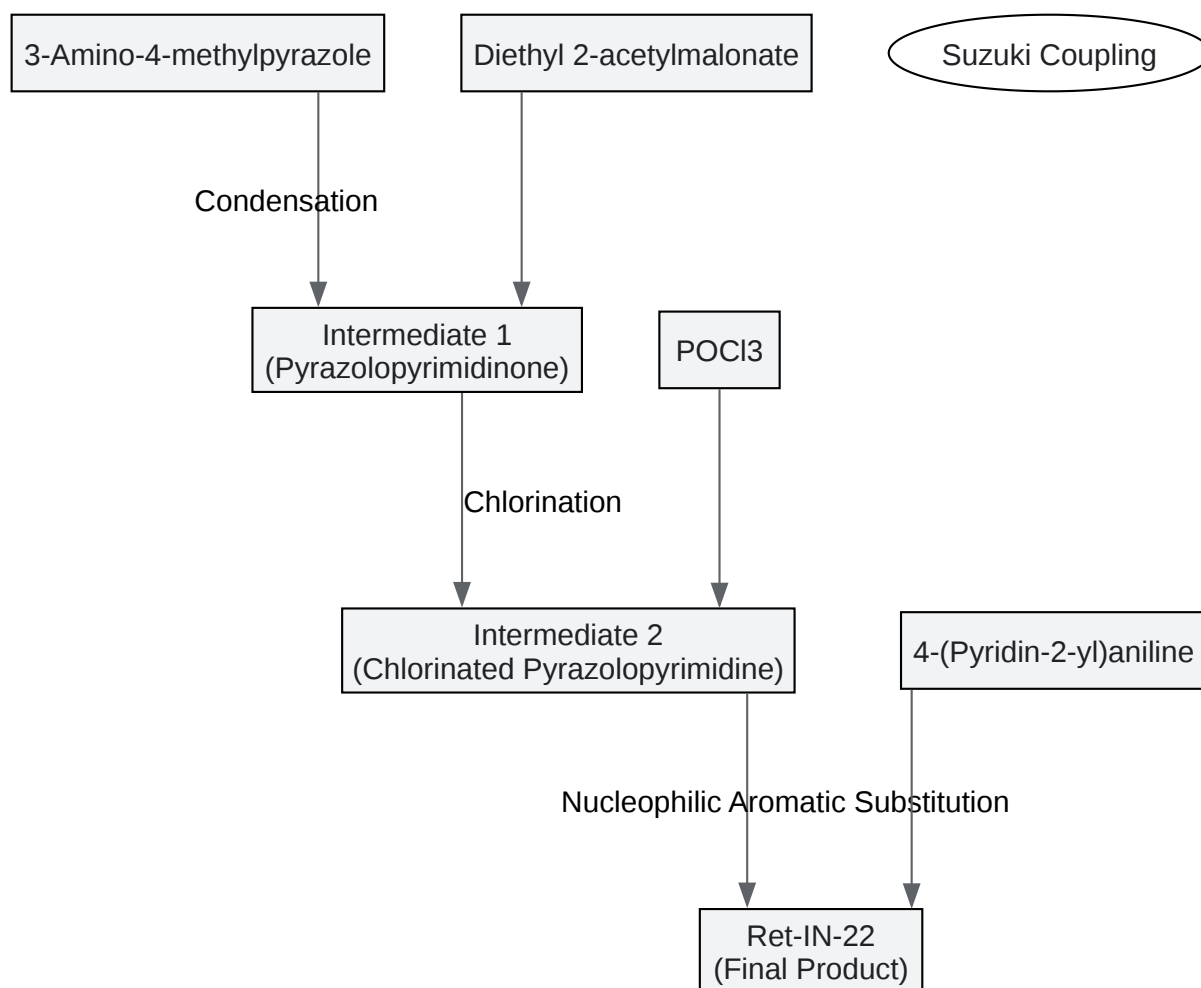 3-Amino-4-methylpyrazole
Diethyl 2-acetylmalonate
Suzuki Coupling
Condensation
Intermediate 1
(Pyrazolopyrimidinone)
POCl3
Chlorination
Intermediate 2
(Chlorinated Pyrazolopyrimidine)
4-(Pyridin-2-yl)aniline
Nucleophilic Aromatic Substitution
Ret-IN-22
(Final Product)